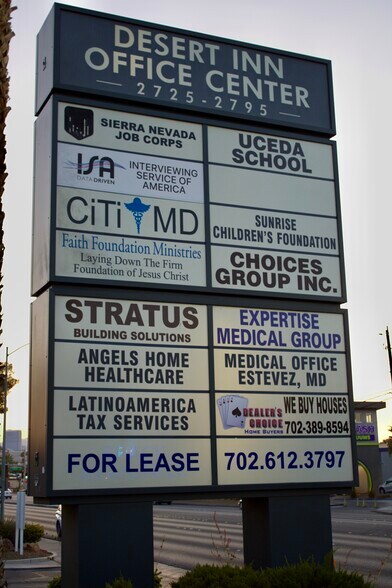 DESERT INN
OFFICE CENTER
2725-2795
SIERRA NEVADA
JOB CORPS
ISA
DATA DRIVEN
INTERVIEWING
SERVICE OF
AMERICA
CiTi MD
Faith Foundation Ministries
Laying Down The Firm
Foundation of Jesus Christ
UCEDA
SCHOOL
SUNRISE
CHILDREN'S FOUNDATION
CHOICES
GROUP INC.
STRATUS
BUILDING SOLUTIONS
ANGELS HOME
HEALTHCARE
LATINOAMERICA
TAX SERVICES
FOR LEASE
EXPERTISE
MEDICAL GROUP
MEDICAL OFFICE
ESTEVEZ, MD
DEALER'S
CHOICE
HOME BUYERS
WE BUY HOUSES
702-389-8594
702.612.3797